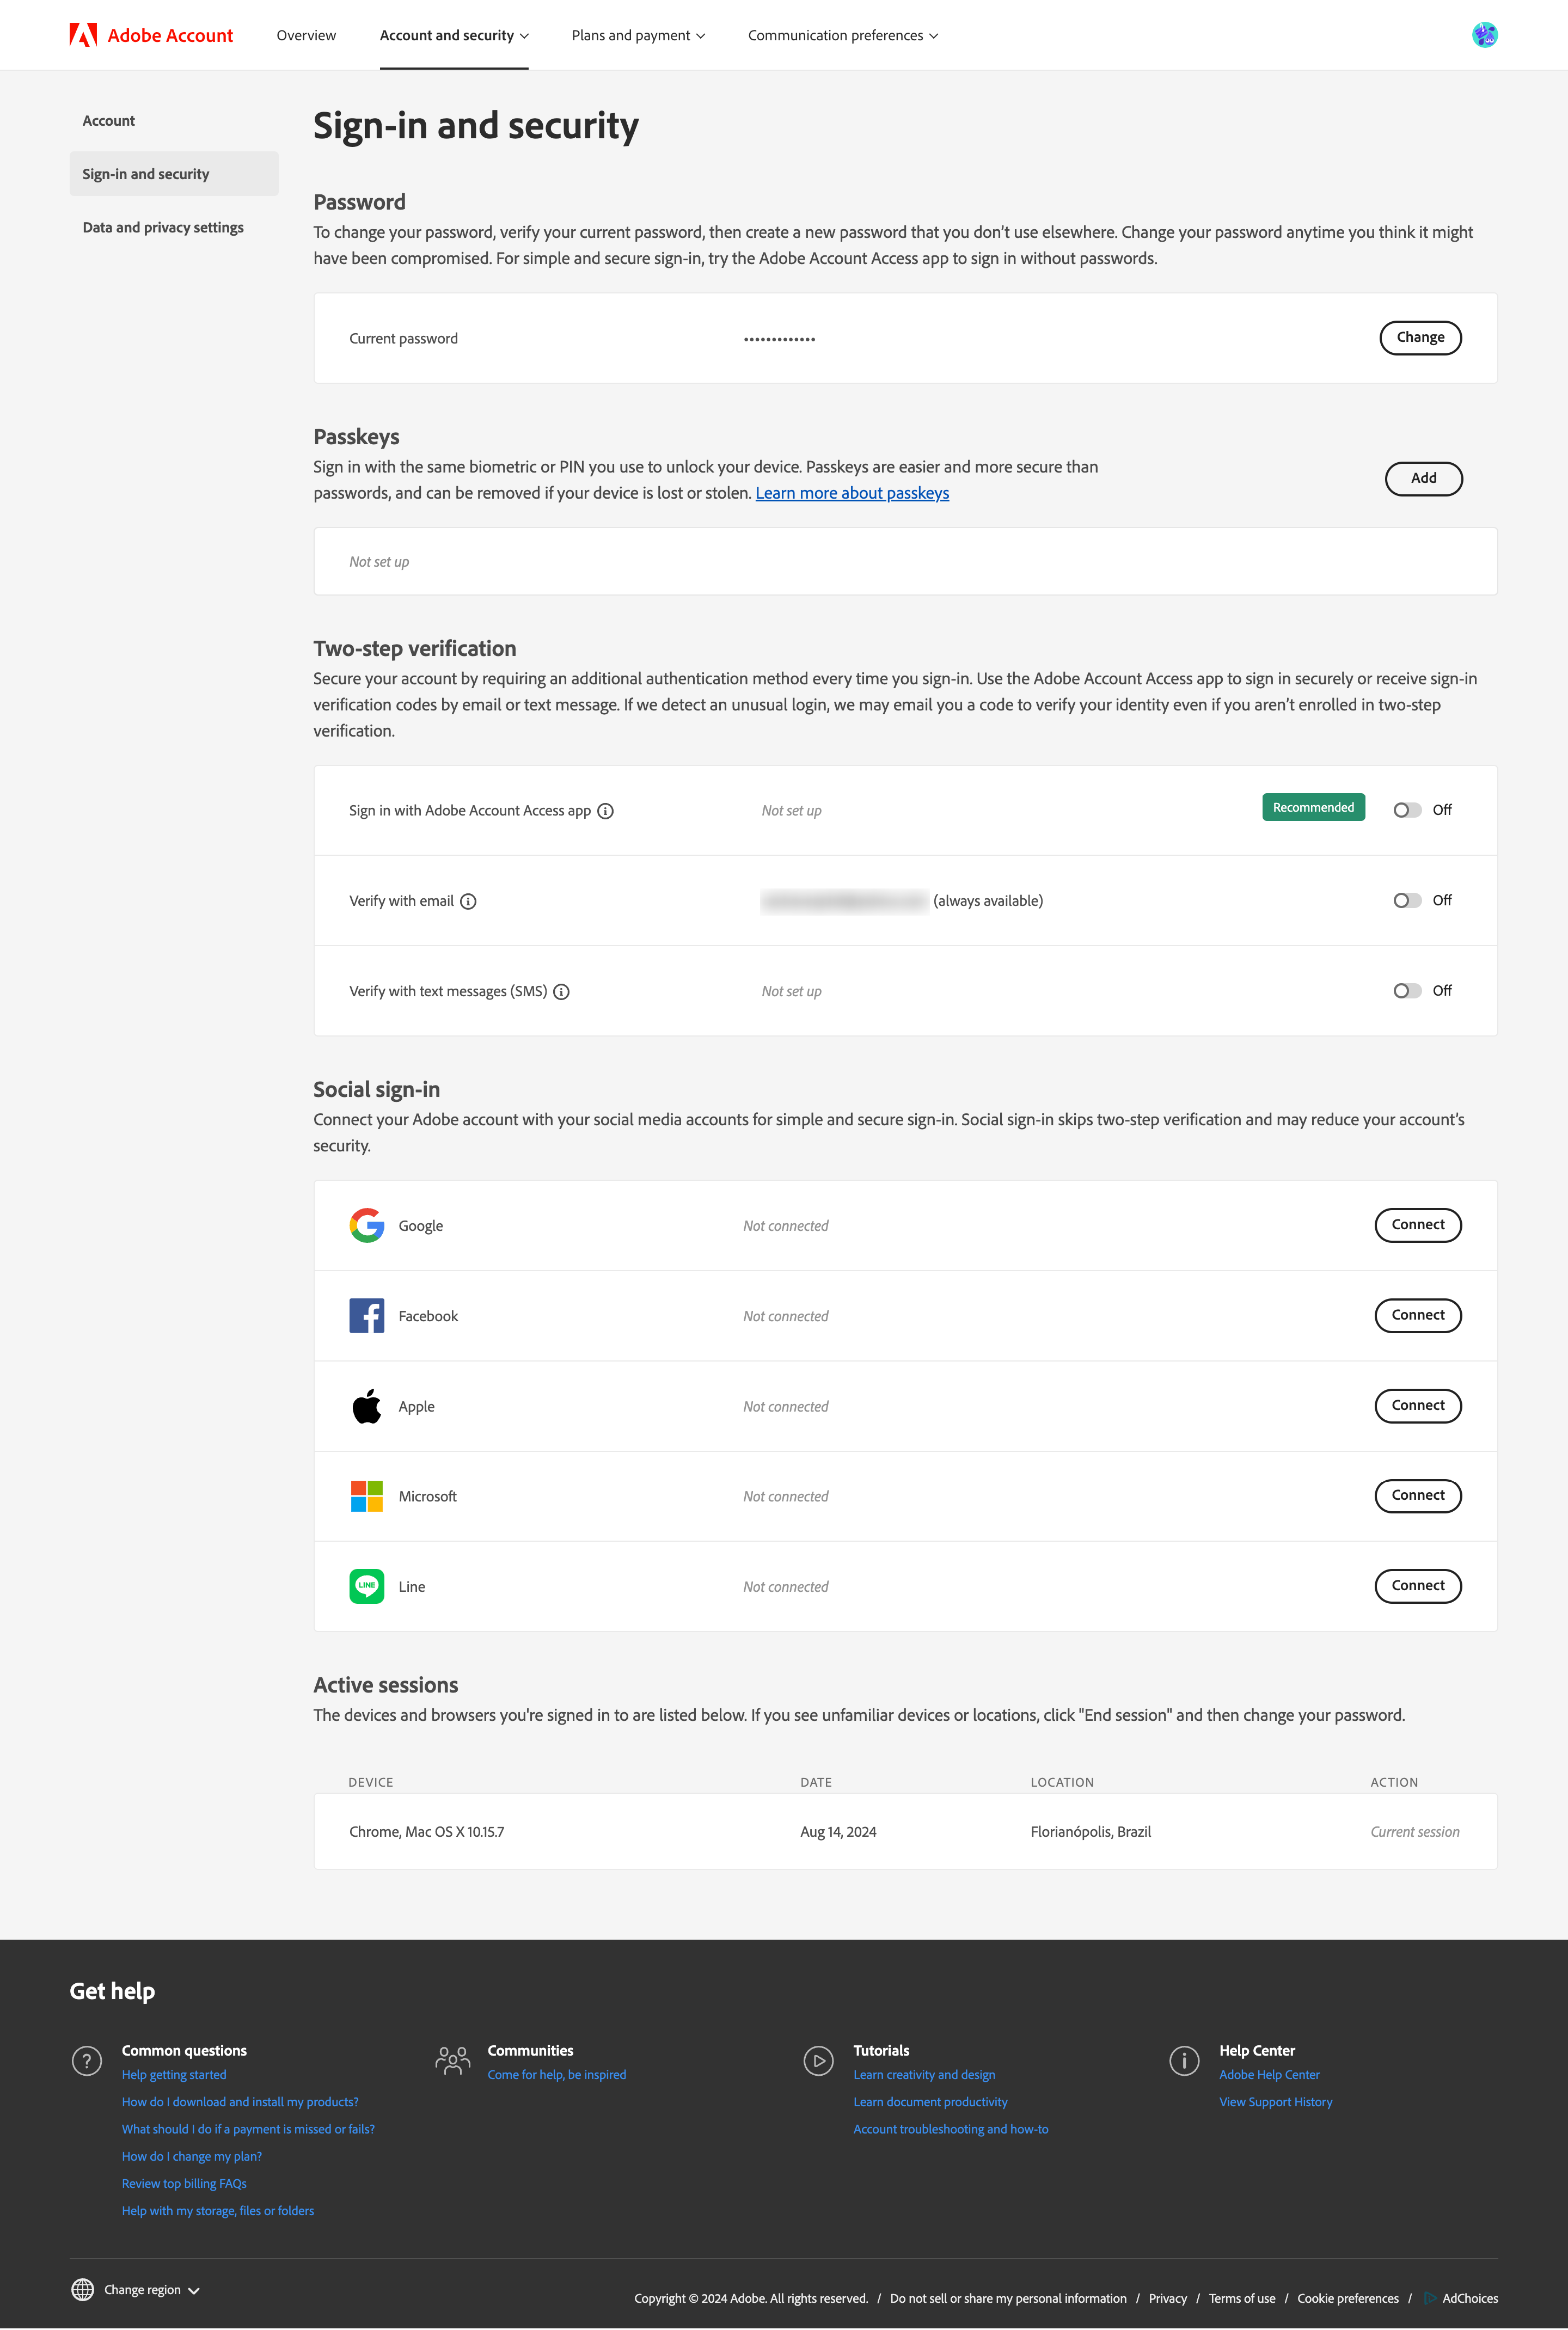 Adobe Account
Overview
Account and security
Plans and payment
Communication preferences
Account
Sign-in and security
Data and privacy settings
Sign-in and security
Password
To change your password, verify your current password, then create a new password that you don’t use elsewhere. Change your password anytime you think it might
have been compromised. For simple and secure sign-in, try the Adobe Account Access app to sign in without passwords.
Current password
•••••••••••••
Change
Passkeys
Sign in with the same biometric or PIN you use to unlock your device. Passkeys are easier and more secure than
passwords, and can be removed if your device is lost or stolen. Learn more about passkeys
Add
Not set up
Two-step verification
Secure your account by requiring an additional authentication method every time you sign-in. Use the Adobe Account Access app to sign in securely or receive sign-in
verification codes by email or text message. If we detect an unusual login, we may email you a code to verify your identity even if you aren’t enrolled in two-step
verification.
Sign in with Adobe Account Access app
Not set up
Recommended
Off
Verify with email
(always available)
Off
Verify with text messages (SMS)
Not set up
Off
Social sign-in
Connect your Adobe account with your social media accounts for simple and secure sign-in. Social sign-in skips two-step verification and may reduce your account’s
security.
Google
Not connected
Connect
Facebook
Not connected
Connect
Apple
Not connected
Connect
Microsoft
Not connected
Connect
LINE
Line
Not connected
Connect
Active sessions
The devices and browsers you're signed in to are listed below. If you see unfamiliar devices or locations, click "End session" and then change your password.
DEVICE
DATE
LOCATION
ACTION
Chrome, Mac OS X 10.15.7
Aug 14, 2024
Florianópolis, Brazil
Current session
Get help
Common questions
Help getting started
How do I download and install my products?
What should I do if a payment is missed or fails?
How do I change my plan?
Review top billing FAQs
Help with my storage, files or folders
Communities
Come for help, be inspired
Tutorials
Learn creativity and design
Learn document productivity
Account troubleshooting and how-to
Help Center
Adobe Help Center
View Support History
Change region
Copyright © 2024 Adobe. All rights reserved. / Do not sell or share my personal information / Privacy / Terms of use / Cookie preferences / AdChoices